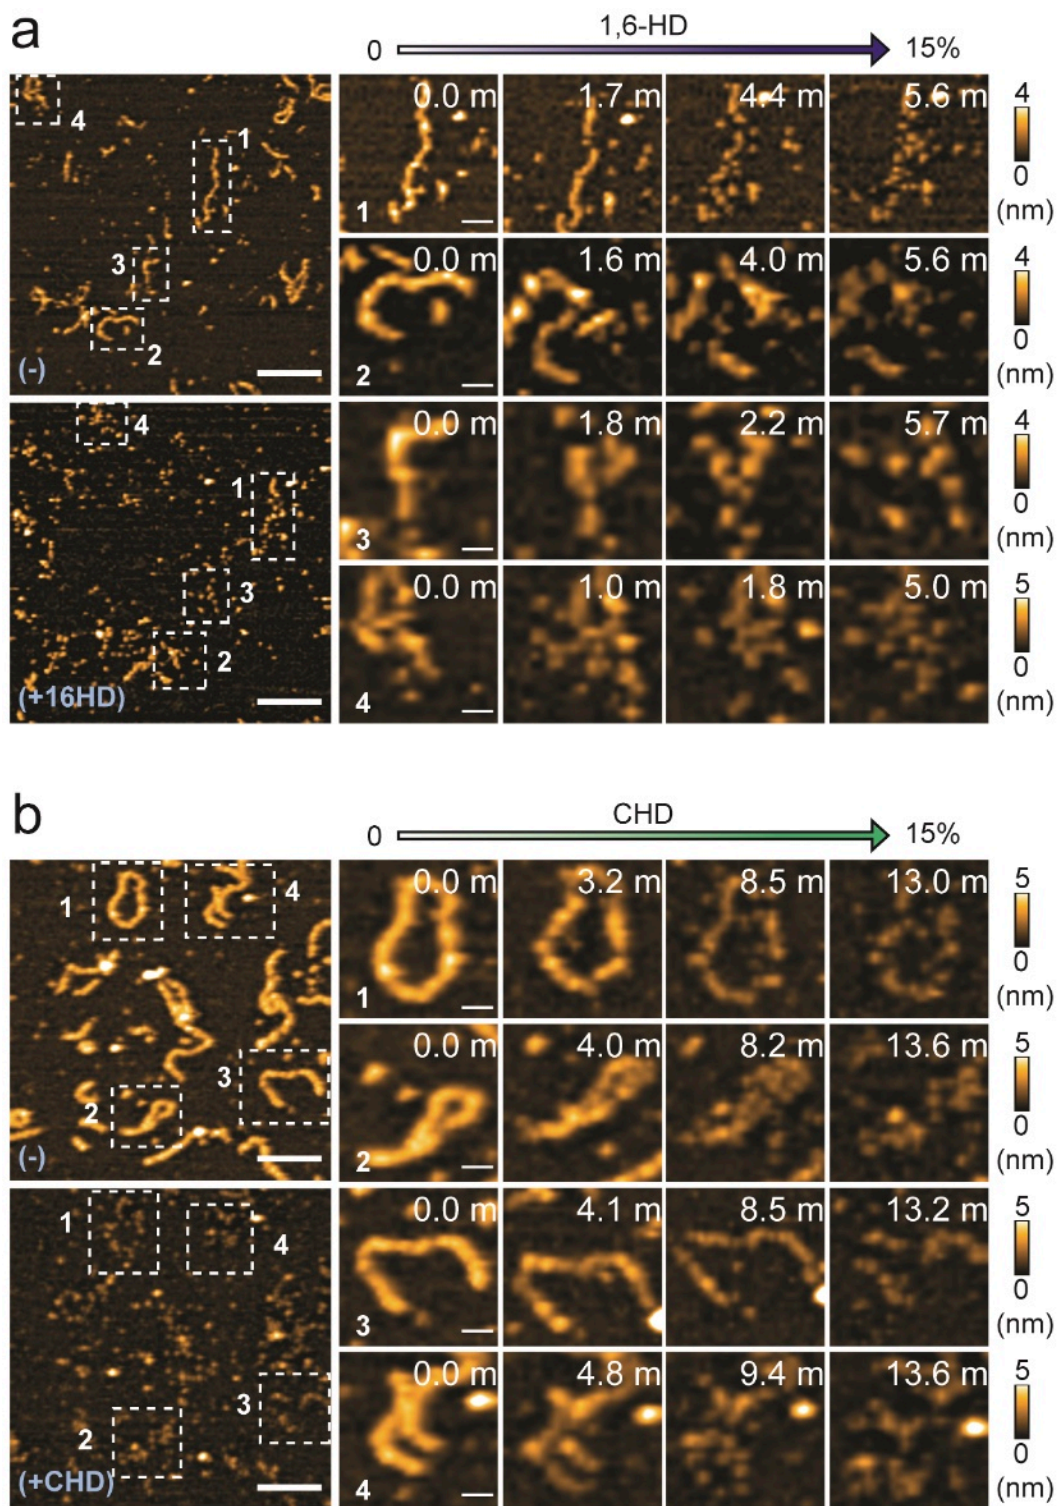 a
1,6-HD
0
15%
4
1
3
2
(-)
0.0 m
1.7 m
4.4 m
5.6 m
1
4
0
(nm)
0.0 m
1.6 m
4.0 m
5.6 m
2
4
0
(nm)
4
1
3
2
(+16HD)
0.0 m
1.8 m
2.2 m
5.7 m
3
4
0
(nm)
0.0 m
1.0 m
1.8 m
5.0 m
4
5
0
(nm)
b
CHD
0
15%
1
4
3
2
(-)
0.0 m
3.2 m
8.5 m
13.0 m
1
5
0
(nm)
0.0 m
4.0 m
8.2 m
13.6 m
2
5
0
(nm)
1
4
3
2
(+CHD)
0.0 m
4.1 m
8.5 m
13.2 m
3
5
0
(nm)
0.0 m
4.8 m
9.4 m
13.6 m
4
5
0
(nm)